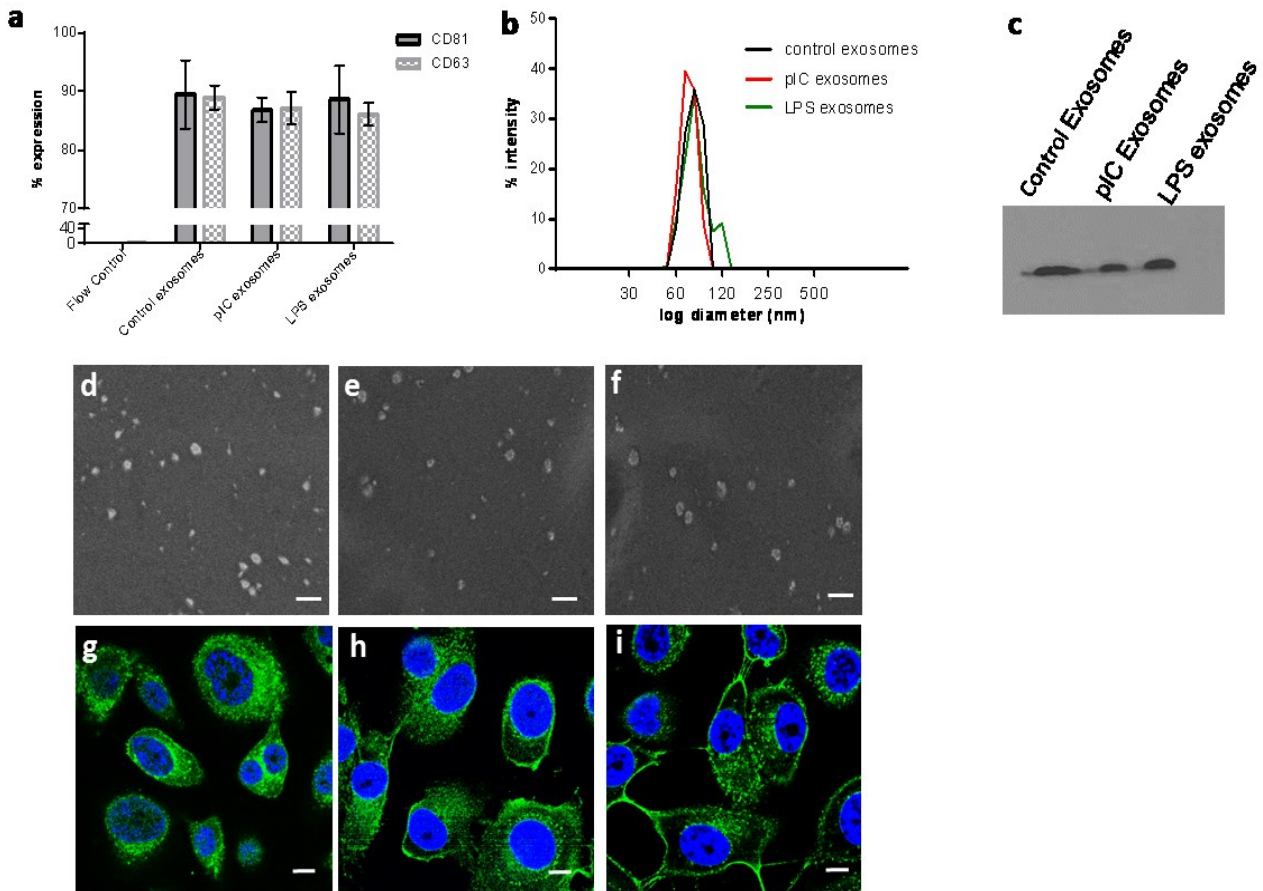 a
100
90
80
70
40
0
% expression
CD81
CD63
Flow Control
Control exosomes
pIC exosomes
LPS exosomes
b
50
40
30
20
10
0
% intensity
control exosomes
pIC exosomes
LPS exosomes
30 60 120 250 500
log diameter (nm)
c
Control Exosomes
pIC Exosomes
LPS exosomes
d
e
f
g
h
i